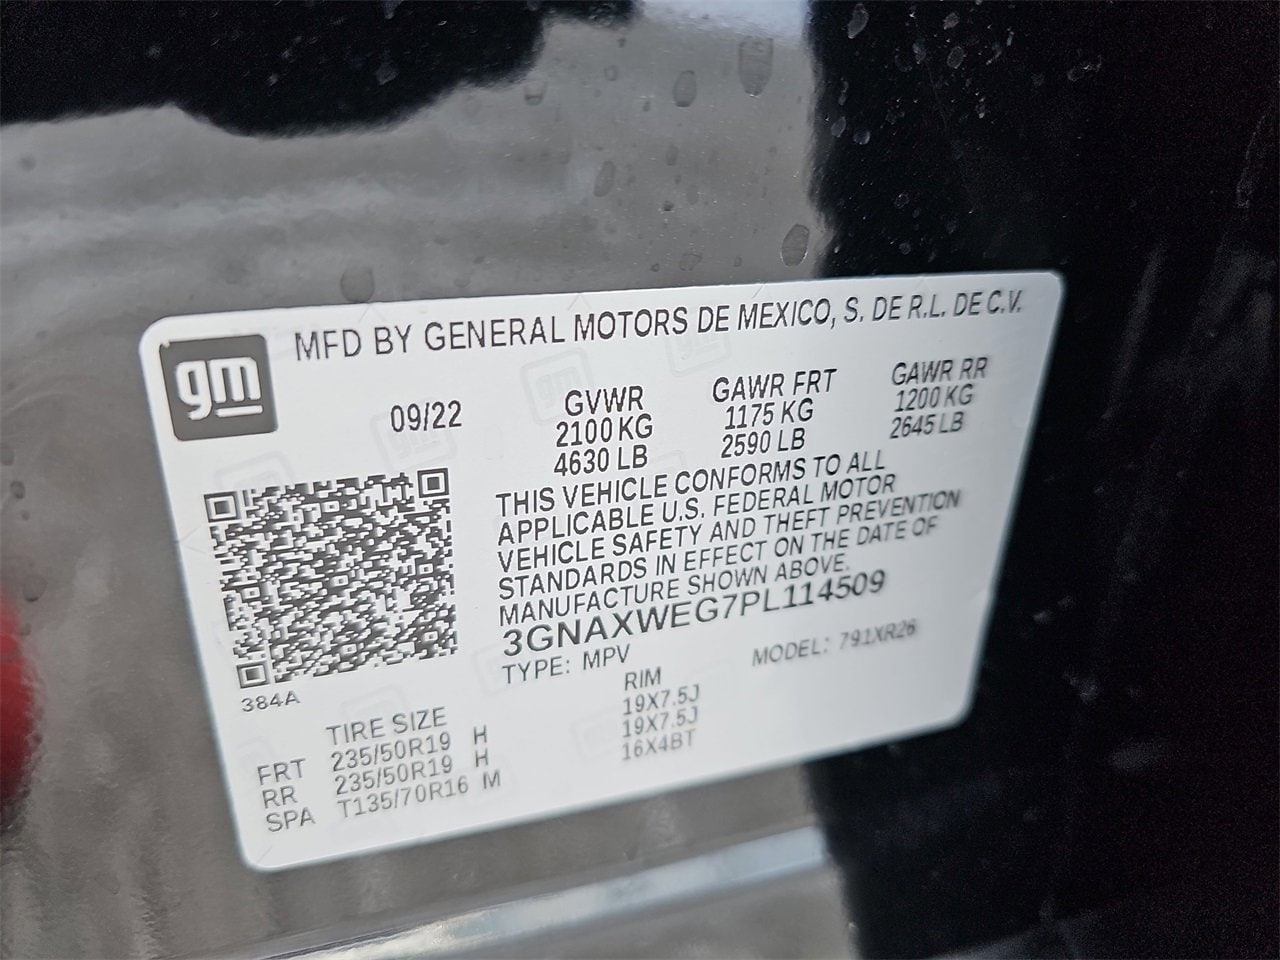 gm
MFD BY GENERAL MOTORS DE MEXICO, S. DE R.L. DE C.V.
09/22 GVWR GAWR FRT GAWR RR
2100 KG 1175 KG 1200 KG
4630 LB 2590 LB 2645 LB
THIS VEHICLE CONFORMS TO ALL
APPLICABLE U.S. FEDERAL MOTOR
VEHICLE SAFETY AND THEFT PREVENTION
STANDARDS IN EFFECT ON THE DATE OF
MANUFACTURE SHOWN ABOVE.
3GNAXWEG7PL114509
TYPE: MPV MODEL: 791XR26
384A
TIRE SIZE RIM
FRT 235/50R19 H 19X7.5J
RR 235/50R19 H 19X7.5J
SPA T135/70R16 M 16X4BT